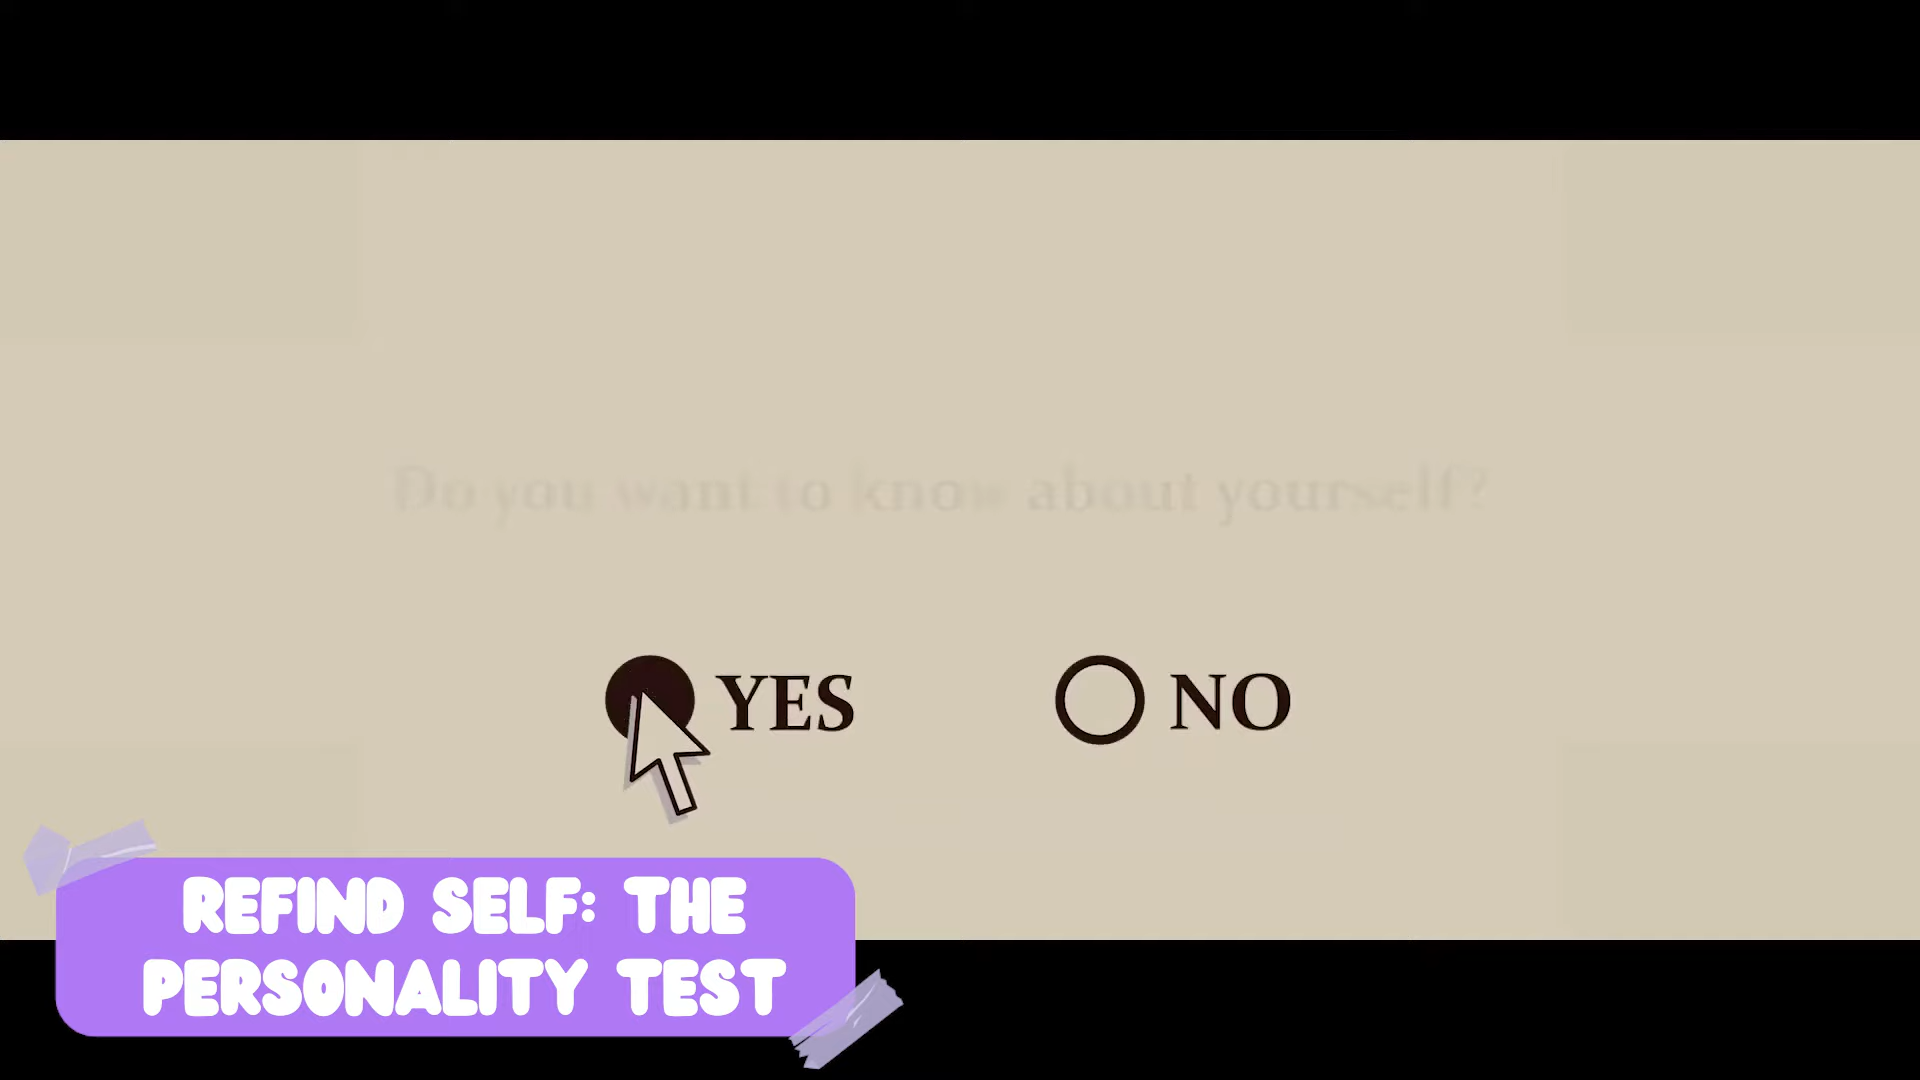 Do you want to know about yourself?
YES NO
REFIND SELF: THE
PERSONALITY TEST